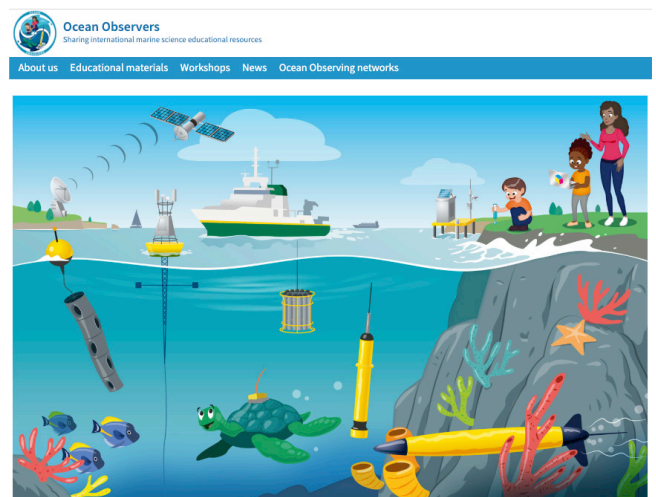 Ocean Observers
Sharing international marine science educational resources
About us Educational materials Workshops News Ocean Observing networks